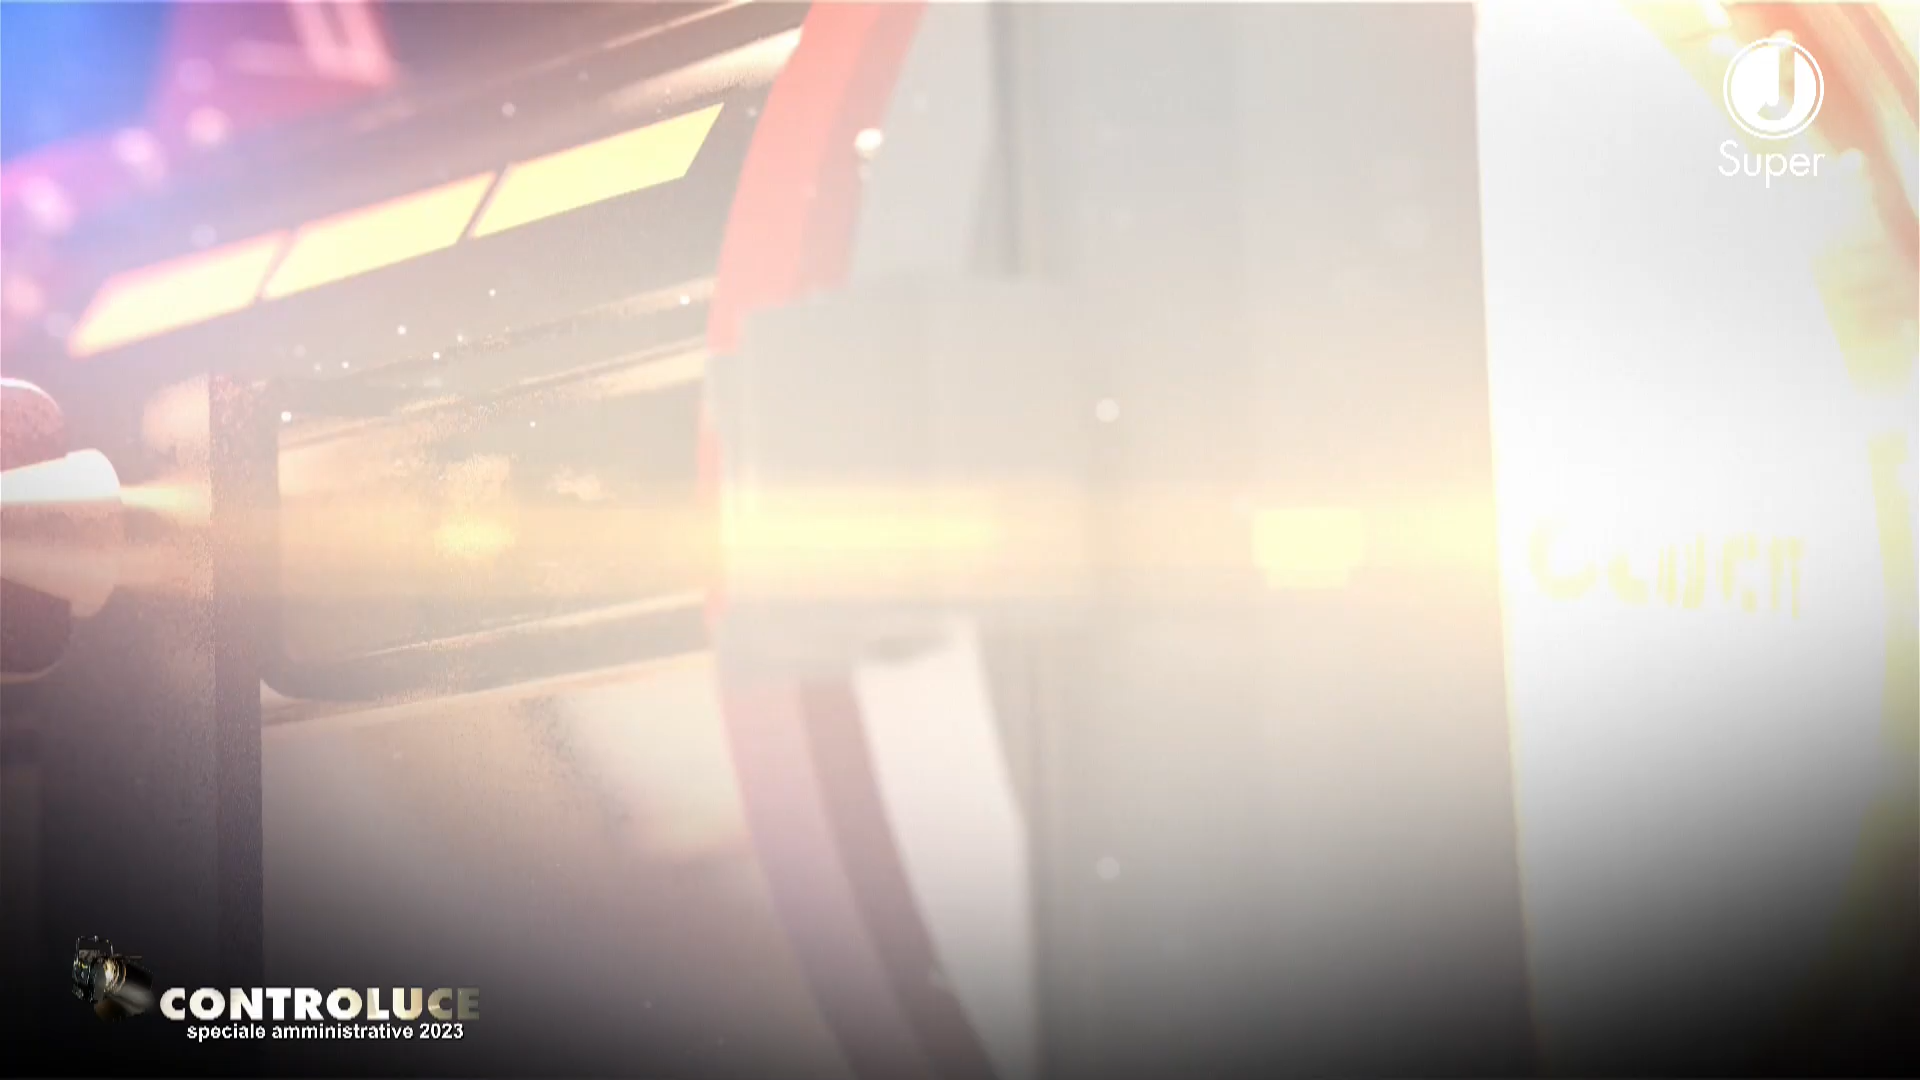 J
Super
CONTROLUCE
speciale amministrative 2023